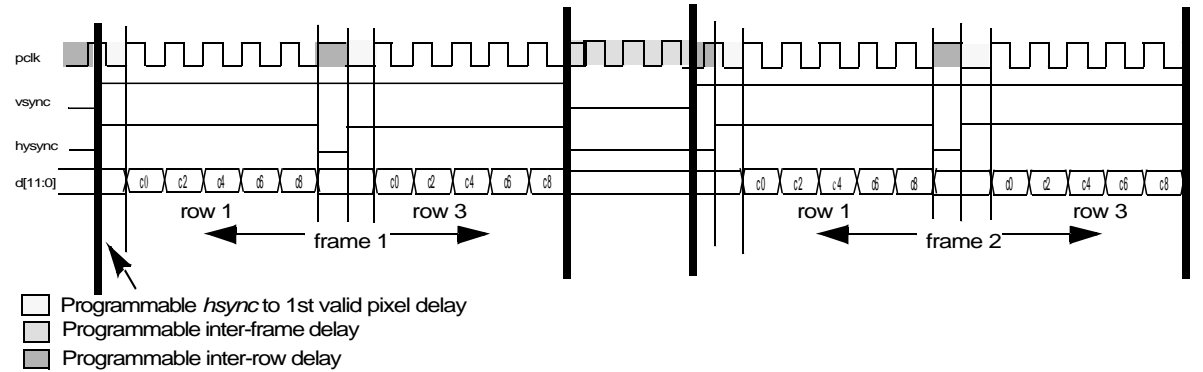 pclk
vsync
hysync
d[11:0]
c0 c2 c4 c6 c8 c0 c2 c4 c6 c8 c0 c2 c4 c6 c8 c0 c2 c4 c6 c8
row 1 row 3 row 1 row 3
frame 1 frame 2
Programmable hsync to 1st valid pixel delay
Programmable inter-frame delay
Programmable inter-row delay